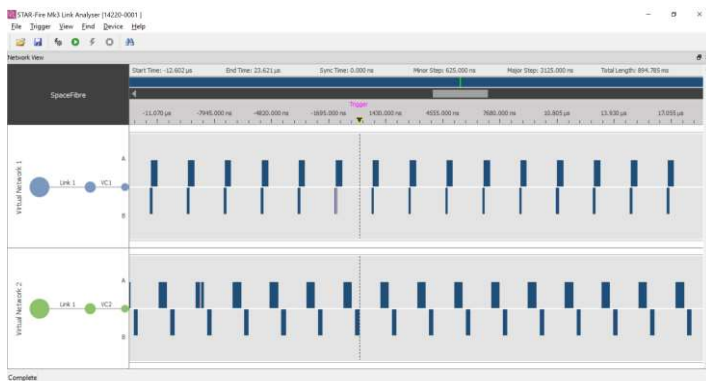 STAR-Fire Mk3 Link Analyser [14220-0001 ]
File Trigger View Find Device Help
Network View
Start Time: -12.602 µs End Time: 23.621 µs Sync Time: 0.000 ns Minor Step: 625.000 ns Major Step: 3125.000 ns Total Length: 894.785 ms
SpaceFibre
Trigger
-11.070 µs -7945.000 ns -4820.000 ns -1695.000 ns 1430.000 ns 4555.000 ns 7680.000 ns 10.805 µs 13.930 µs 17.055 µs
Virtual Network 1
Link 1 VC1
A
B
Virtual Network 2
Link 1 VC2
A
B
Complete